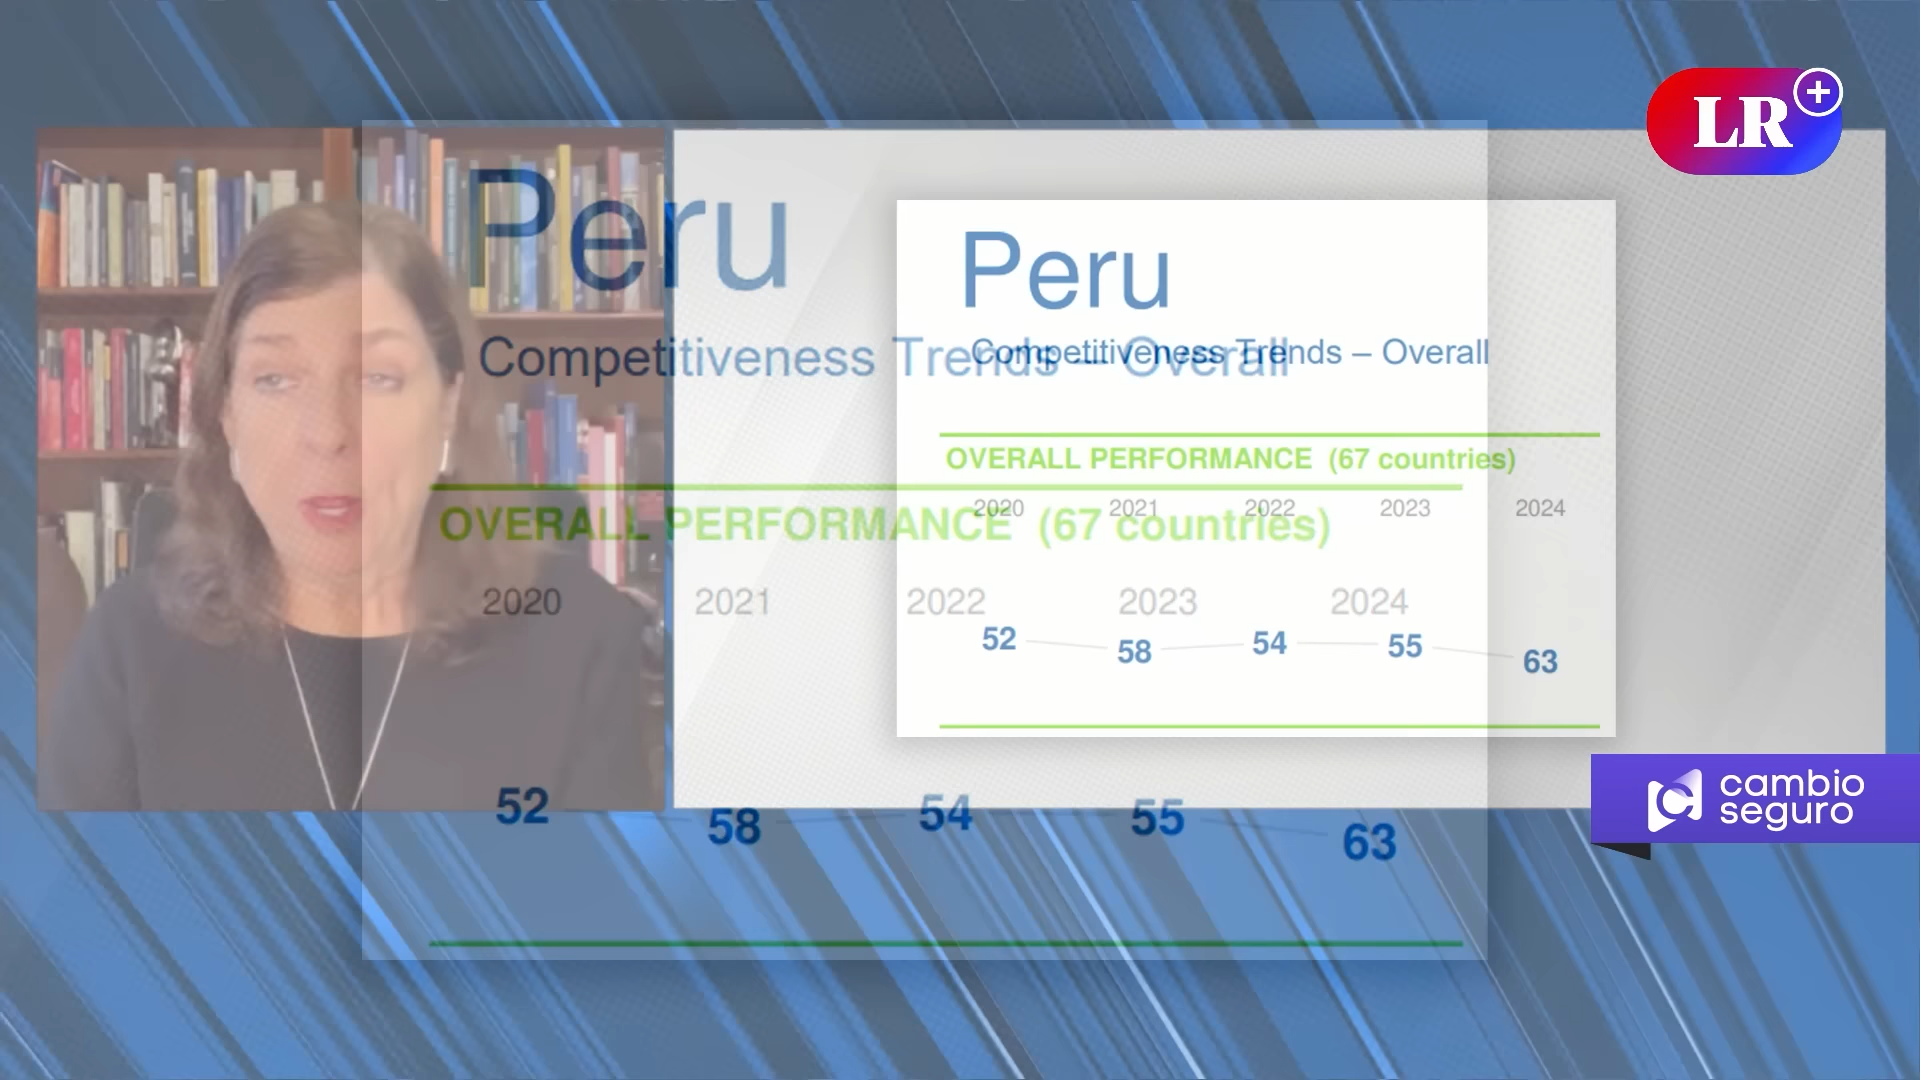 LR+
Peru
Competitiveness Trends – Overall
OVERALL PERFORMANCE (67 countries)
2020 2021 2022 2023 2024
52 58 54 55 63
Peru
Competitiveness Trends – Overall
OVERALL PERFORMANCE (67 countries)
2020 2021 2022 2023 2024
52 58 54 55 63
cambio
seguro